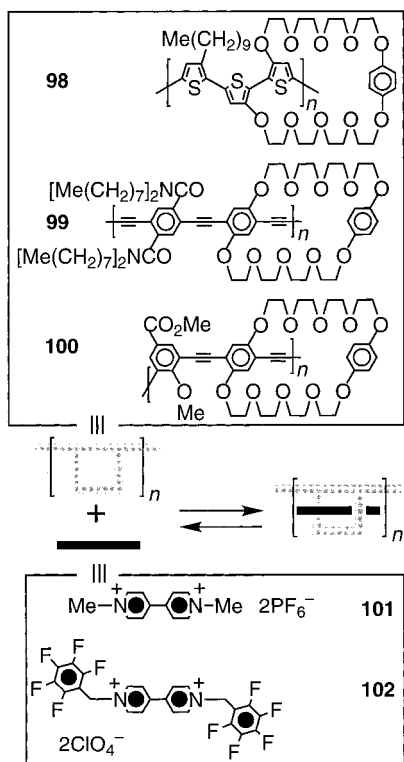 Me(CH₂)₉
O O O O
O
O
98
S
S
S
n
O
O
O O O O
[Me(CH₂)₇]₂NCO
O O O O
O
O
99
n
[Me(CH₂)₇]₂NCO
O
O
O O O O
CO₂Me
O O O O
O
O
100
n
O
Me
O
O
O O O O
n
+
n
Me–N⁺ ⁺N–Me 2PF₆⁻ 101
F
F
F
F
F
N⁺ ⁺N
102
F
F
F
F
F
2ClO₄⁻